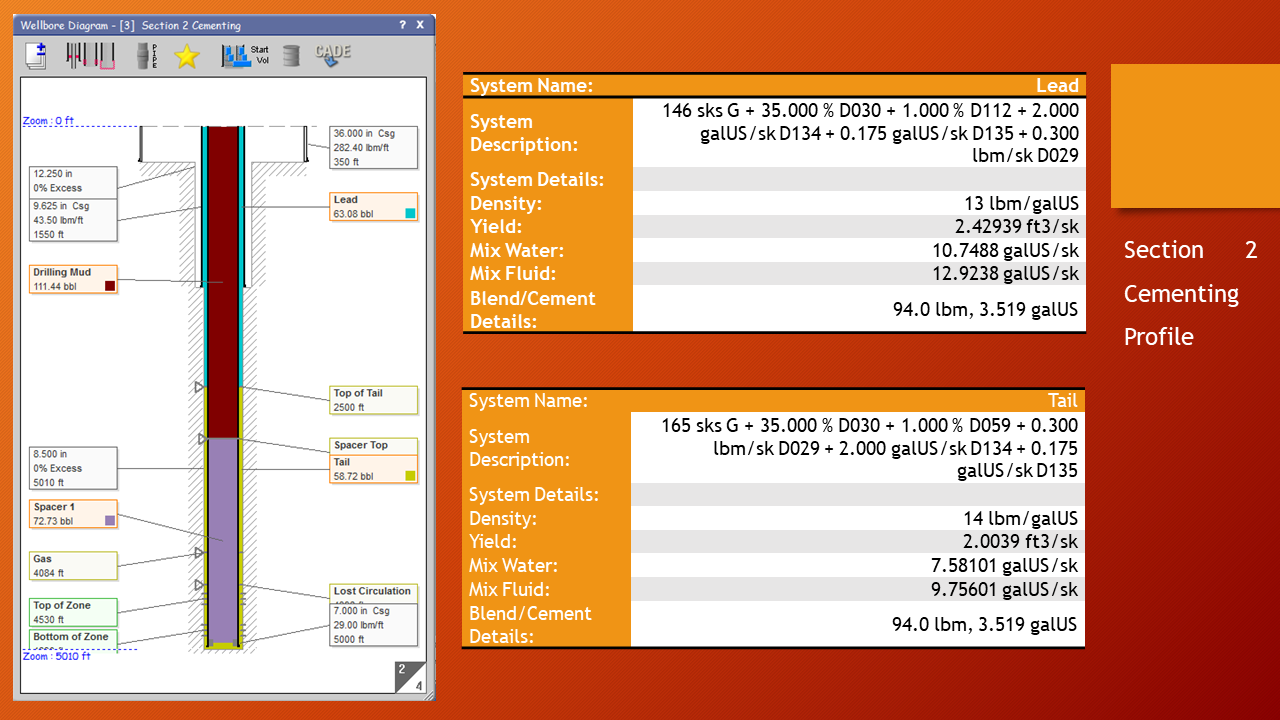 Wellbore Diagram - [3] Section 2 Cementing
? X
PIPE
Start
Vol
CADE
Zoom : 0 ft
36.000 in Csg
282.40 lbm/ft
350 ft
12.250 in
0% Excess
9.625 in Csg
43.50 lbm/ft
1550 ft
Lead
63.08 bbl
Drilling Mud
111.44 bbl
Top of Tail
2500 ft
Spacer Top
Tail
58.72 bbl
8.500 in
0% Excess
5010 ft
Spacer 1
72.73 bbl
Gas
4084 ft
Lost Circulation
7.000 in Csg
29.00 lbm/ft
5000 ft
Top of Zone
4530 ft
Bottom of Zone
Zoom : 5010 ft
2
4
System Name: Lead
System Description: 146 sks G + 35.000 % D030 + 1.000 % D112 + 2.000
galUS/sk D134 + 0.175 galUS/sk D135 + 0.300
lbm/sk D029
System Details:
Density: 13 lbm/galUS
Yield: 2.42939 ft3/sk
Mix Water: 10.7488 galUS/sk
Mix Fluid: 12.9238 galUS/sk
Blend/Cement Details: 94.0 lbm, 3.519 galUS
System Name: Tail
System Description: 165 sks G + 35.000 % D030 + 1.000 % D059 + 0.300
lbm/sk D029 + 2.000 galUS/sk D134 + 0.175
galUS/sk D135
System Details:
Density: 14 lbm/galUS
Yield: 2.0039 ft3/sk
Mix Water: 7.58101 galUS/sk
Mix Fluid: 9.75601 galUS/sk
Blend/Cement Details: 94.0 lbm, 3.519 galUS
Section 2
Cementing
Profile